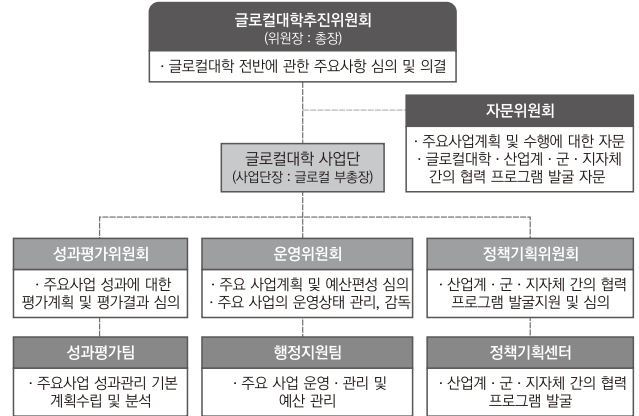 글로컬대학추진위원회
(위원장 : 총장)
· 글로컬대학 전반에 관한 주요사항 심의 및 의결
자문위원회
· 주요사업계획 및 수행에 대한 자문
· 글로컬대학 · 산업계 · 군 · 지자체
간의 협력 프로그램 발굴 자문
글로컬대학 사업단
(사업단장 : 글로컬 부총장)
성과평가위원회
· 주요사업 성과에 대한
평가계획 및 평가결과 심의
운영위원회
· 주요 사업계획 및 예산편성 심의
· 주요 사업의 운영상태 관리, 감독
정책기획위원회
· 산업계 · 군 · 지자체 간의 협력
프로그램 발굴지원 및 심의
성과평가팀
· 주요사업 성과관리 기본
계획수립 및 분석
행정지원팀
· 주요 사업 운영 · 관리 및
예산 관리
정책기획센터
· 산업계 · 군 · 지자체 간의 협력
프로그램 발굴